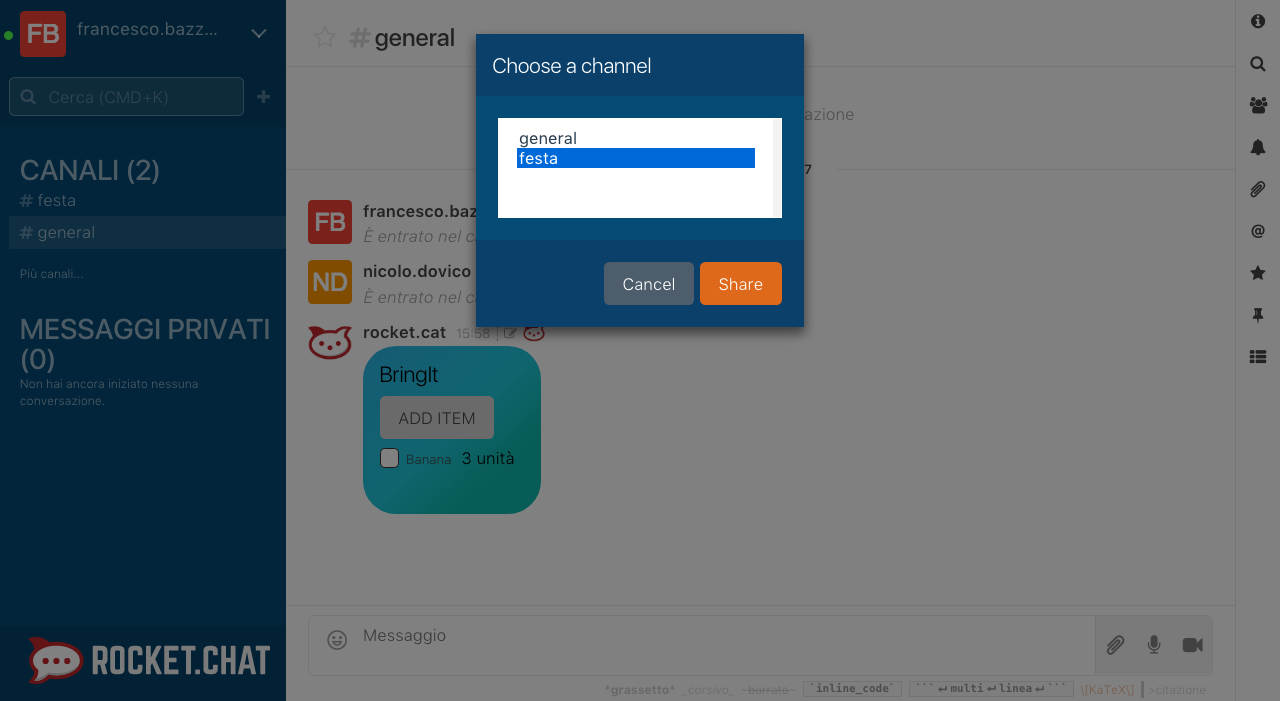 FB
francesco.bazz...
Cerca (CMD+K)
CANALI (2)
# festa
# general
Più canali...
MESSAGGI PRIVATI
(0)
Non hai ancora iniziato nessuna
conversazione.
ROCKET.CHAT
#general
azione
7
Choose a channel
general
festa
Cancel
Share
FB
francesco.baz
È entrato nel c
ND
nicolo.dovico
È entrato nel c
rocket.cat 15:58
BringIt
ADD ITEM
Banana 3 unità
Messaggio
*grassetto* _corsivo_ ~barrato~ `inline_code` ```↵multi↵linea↵``` \[KaTeX\] >citazione
@